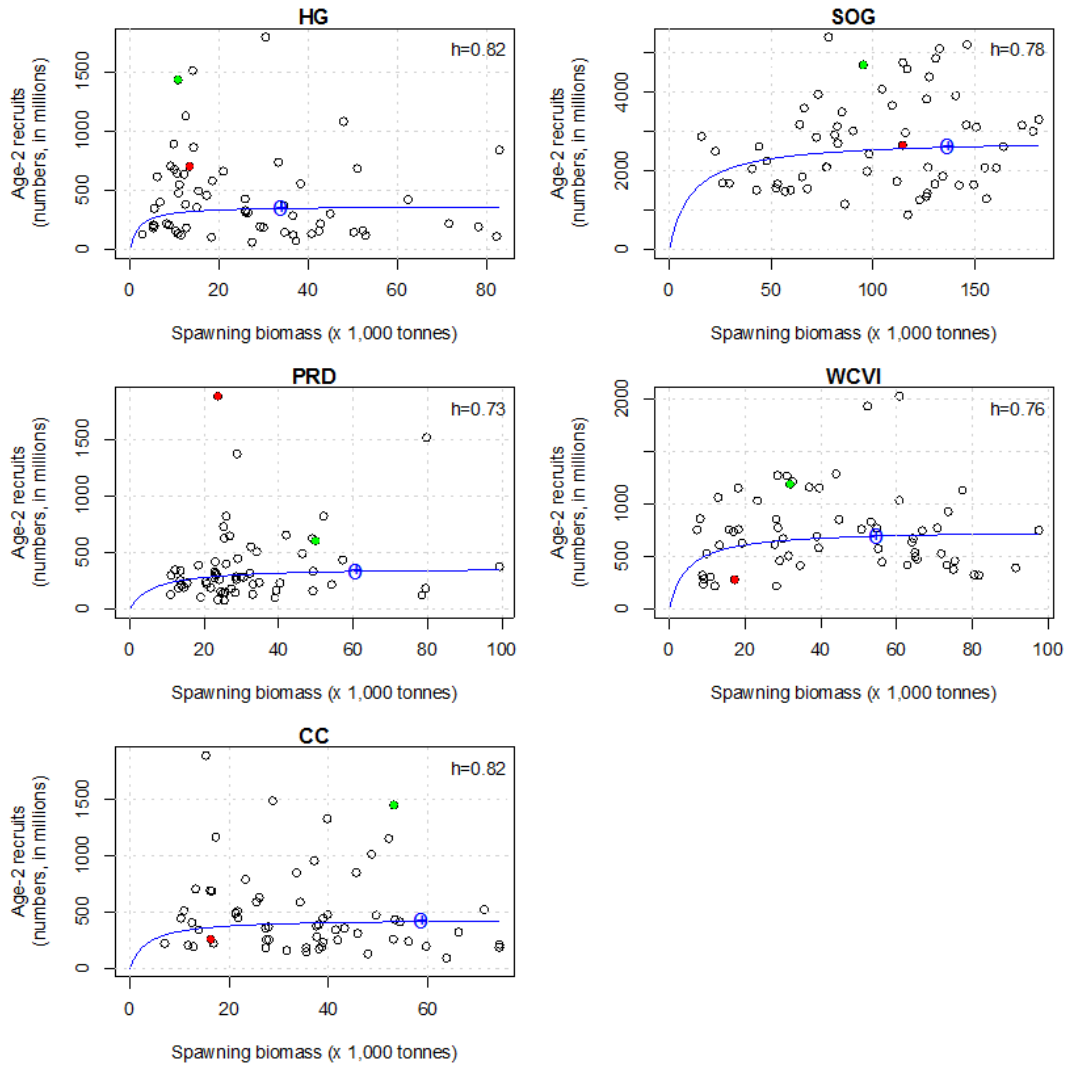 HG
h=0.82
Age-2 recruits
(numbers, in millions)
0 500 1000 1500
0 20 40 60 80
Spawning biomass (x 1,000 tonnes)
SOG
h=0.78
Age-2 recruits
(numbers, in millions)
0 2000 4000
0 50 100 150
Spawning biomass (x 1,000 tonnes)
PRD
h=0.73
Age-2 recruits
(numbers, in millions)
0 500 1000 1500
0 20 40 60 80 100
Spawning biomass (x 1,000 tonnes)
WCVI
h=0.76
Age-2 recruits
(numbers, in millions)
0 500 1000 2000
0 20 40 60 80 100
Spawning biomass (x 1,000 tonnes)
CC
h=0.82
Age-2 recruits
(numbers, in millions)
0 500 1000 1500
0 20 40 60
Spawning biomass (x 1,000 tonnes)